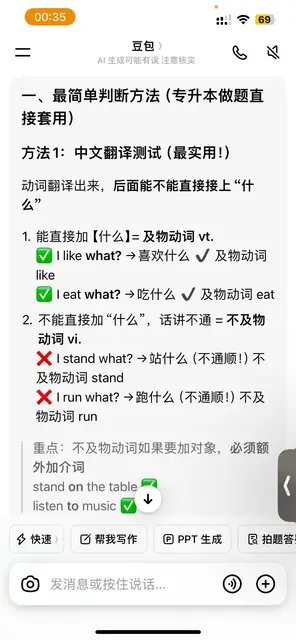 00:35
69
豆包
AI 生成可能有误 注意核实
一、最简单判断方法（专升本做题直
接套用）
方法 1：中文翻译测试（最实用！）
动词翻译出来，后面能不能直接接上“什
么”
1. 能直接加【什么】= 及物动词 vt.
✅ I like what? → 喜欢什么 ✔ 及物动词
like
✅ I eat what? → 吃什么 ✔ 及物动词 eat
2. 不能直接加“什么”，话讲不通 = 不及物
动词 vi.
❌ I stand what? → 站什么（不通顺！）不
及物动词 stand
❌ I run what? → 跑什么（不通顺！）不及
物动词 run
重点：不及物动词如果要加对象，必须额
外加介词
stand on the table ✅
listen to music ✅
快速
帮我写作
PPT 生成
拍题答
发消息或按住说话...